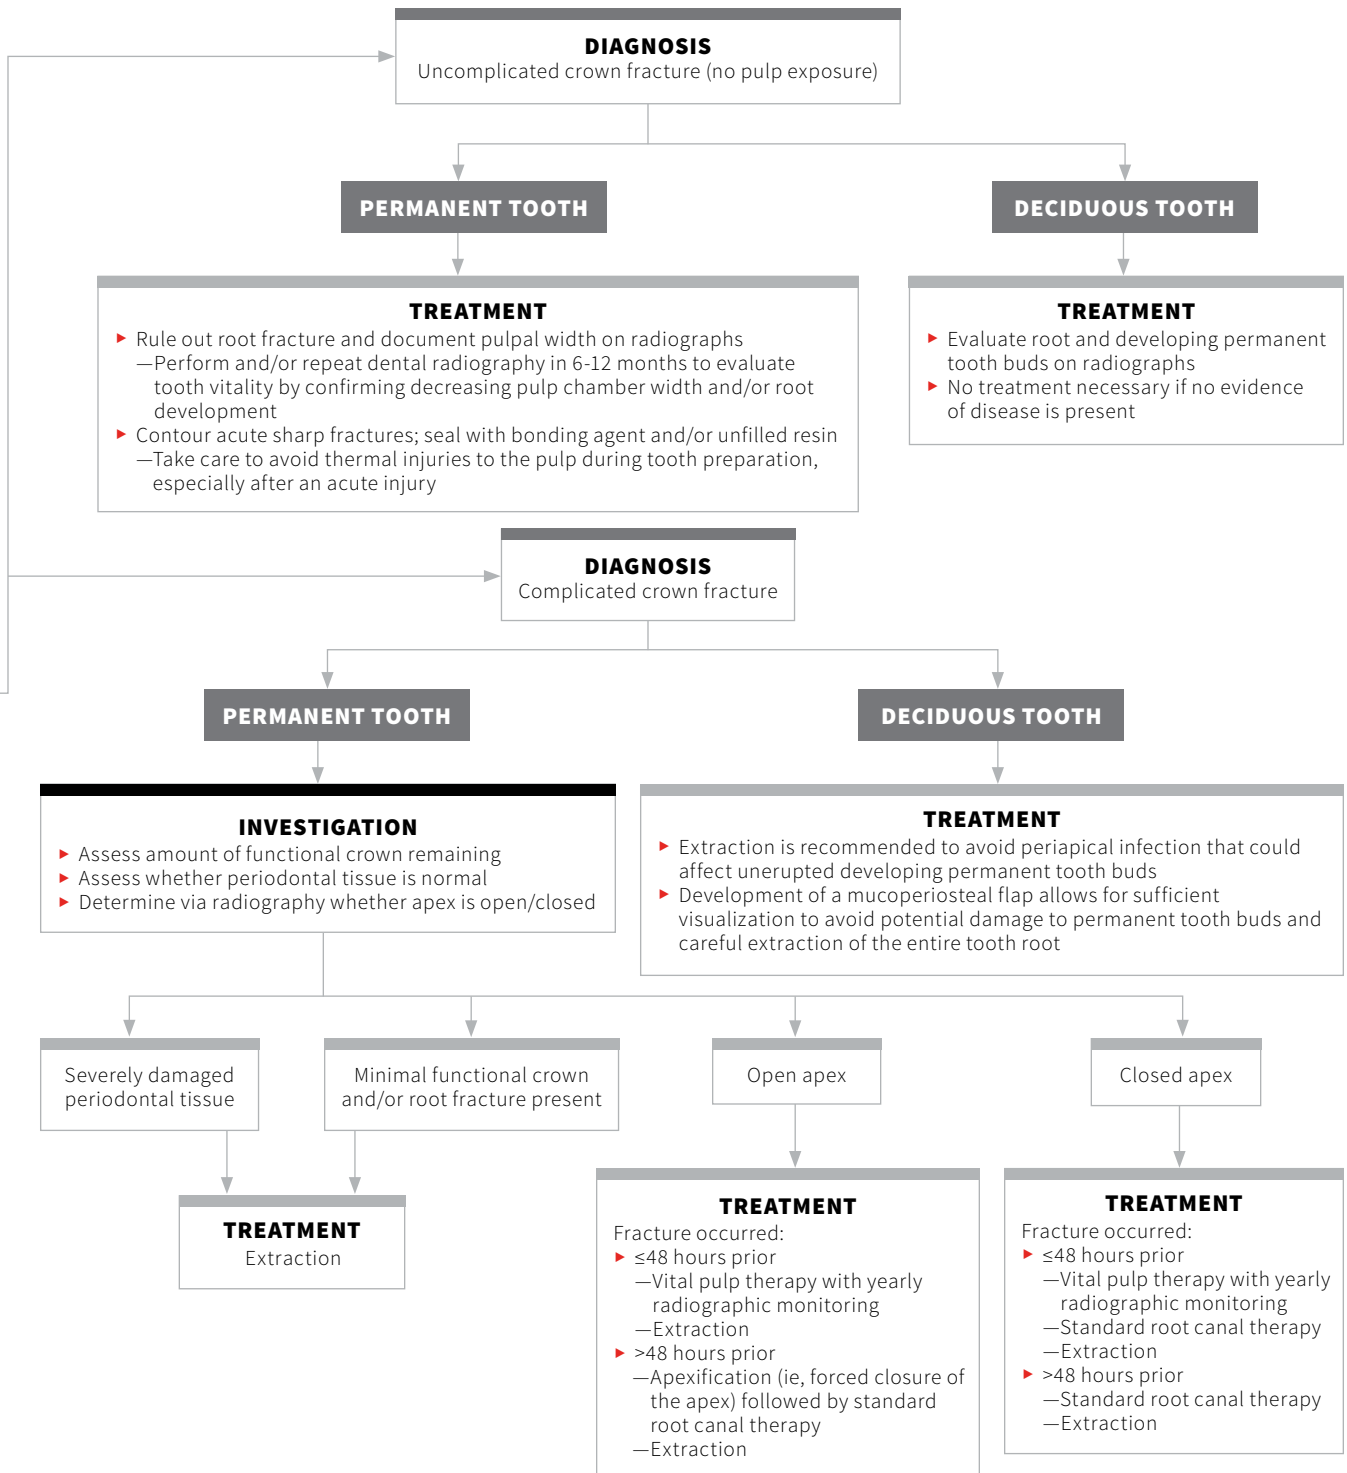 DIAGNOSIS
Uncomplicated crown fracture (no pulp exposure)
PERMANENT TOOTH
DECIDUOUS TOOTH
TREATMENT
► Rule out root fracture and document pulpal width on radiographs
—Perform and/or repeat dental radiography in 6-12 months to evaluate
tooth vitality by confirming decreasing pulp chamber width and/or root
development
► Contour acute sharp fractures; seal with bonding agent and/or unfilled resin
—Take care to avoid thermal injuries to the pulp during tooth preparation,
especially after an acute injury
TREATMENT
► Evaluate root and developing permanent
tooth buds on radiographs
► No treatment necessary if no evidence
of disease is present
DIAGNOSIS
Complicated crown fracture
PERMANENT TOOTH
DECIDUOUS TOOTH
INVESTIGATION
► Assess amount of functional crown remaining
► Assess whether periodontal tissue is normal
► Determine via radiography whether apex is open/closed
TREATMENT
► Extraction is recommended to avoid periapical infection that could
affect unerupted developing permanent tooth buds
► Development of a mucoperiosteal flap allows for sufficient
visualization to avoid potential damage to permanent tooth buds and
careful extraction of the entire tooth root
Severely damaged
periodontal tissue
Minimal functional crown
and/or root fracture present
Open apex
Closed apex
TREATMENT
Extraction
TREATMENT
Fracture occurred:
► ≤48 hours prior
—Vital pulp therapy with yearly
radiographic monitoring
—Extraction
► >48 hours prior
—Apexification (ie, forced closure of
the apex) followed by standard
root canal therapy
—Extraction
TREATMENT
Fracture occurred:
► ≤48 hours prior
—Vital pulp therapy with yearly
radiographic monitoring
—Standard root canal therapy
—Extraction
► >48 hours prior
—Standard root canal therapy
—Extraction